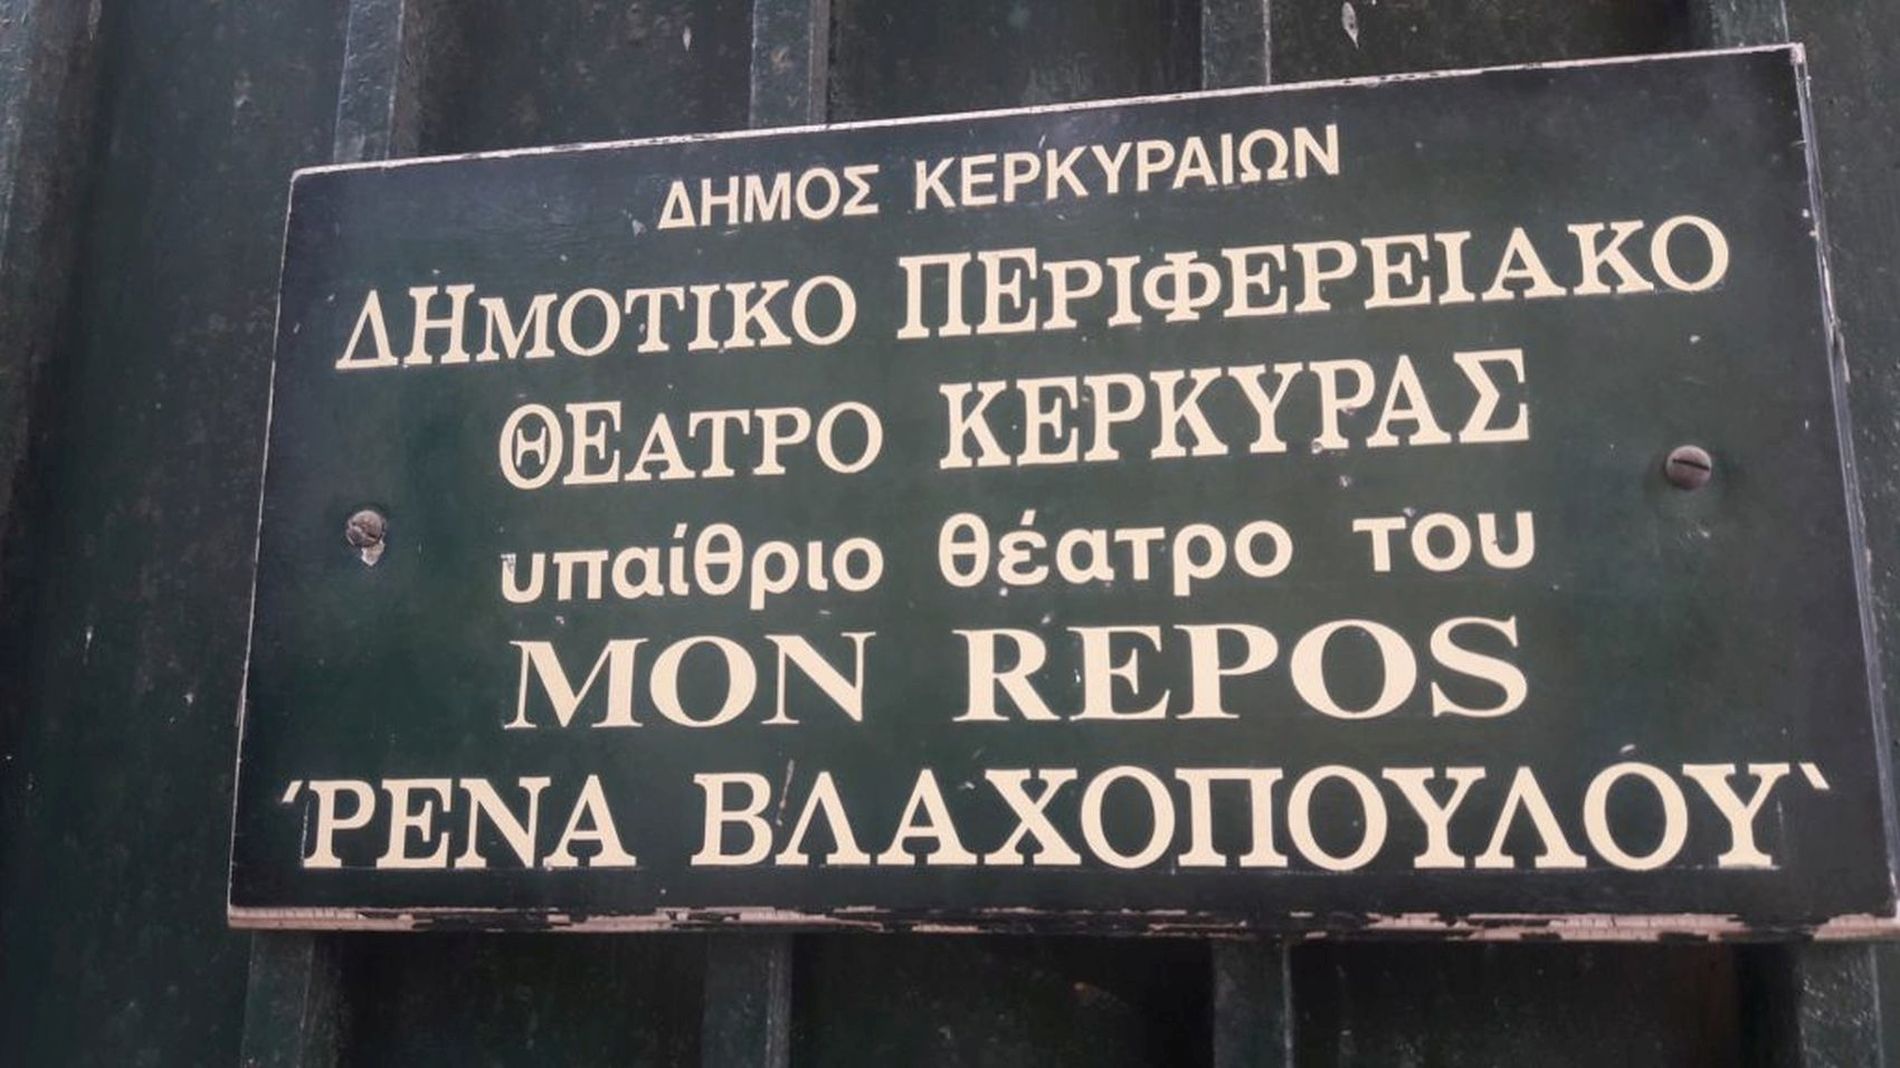 ΔΗΜΟΣ ΚΕΡΚΥΡΑΙΩΝ
ΔΗΜΟΤΙΚΟ ΠΕΡΙΦΕΡΕΙΑΚΟ
ΘΕΑΤΡΟ ΚΕΡΚΥΡΑΣ
υπαίθριο θέατρο του
MON REPOS
‘ΡΕΝΑ ΒΛΑΧΟΠΟΥΛΟΥ‵